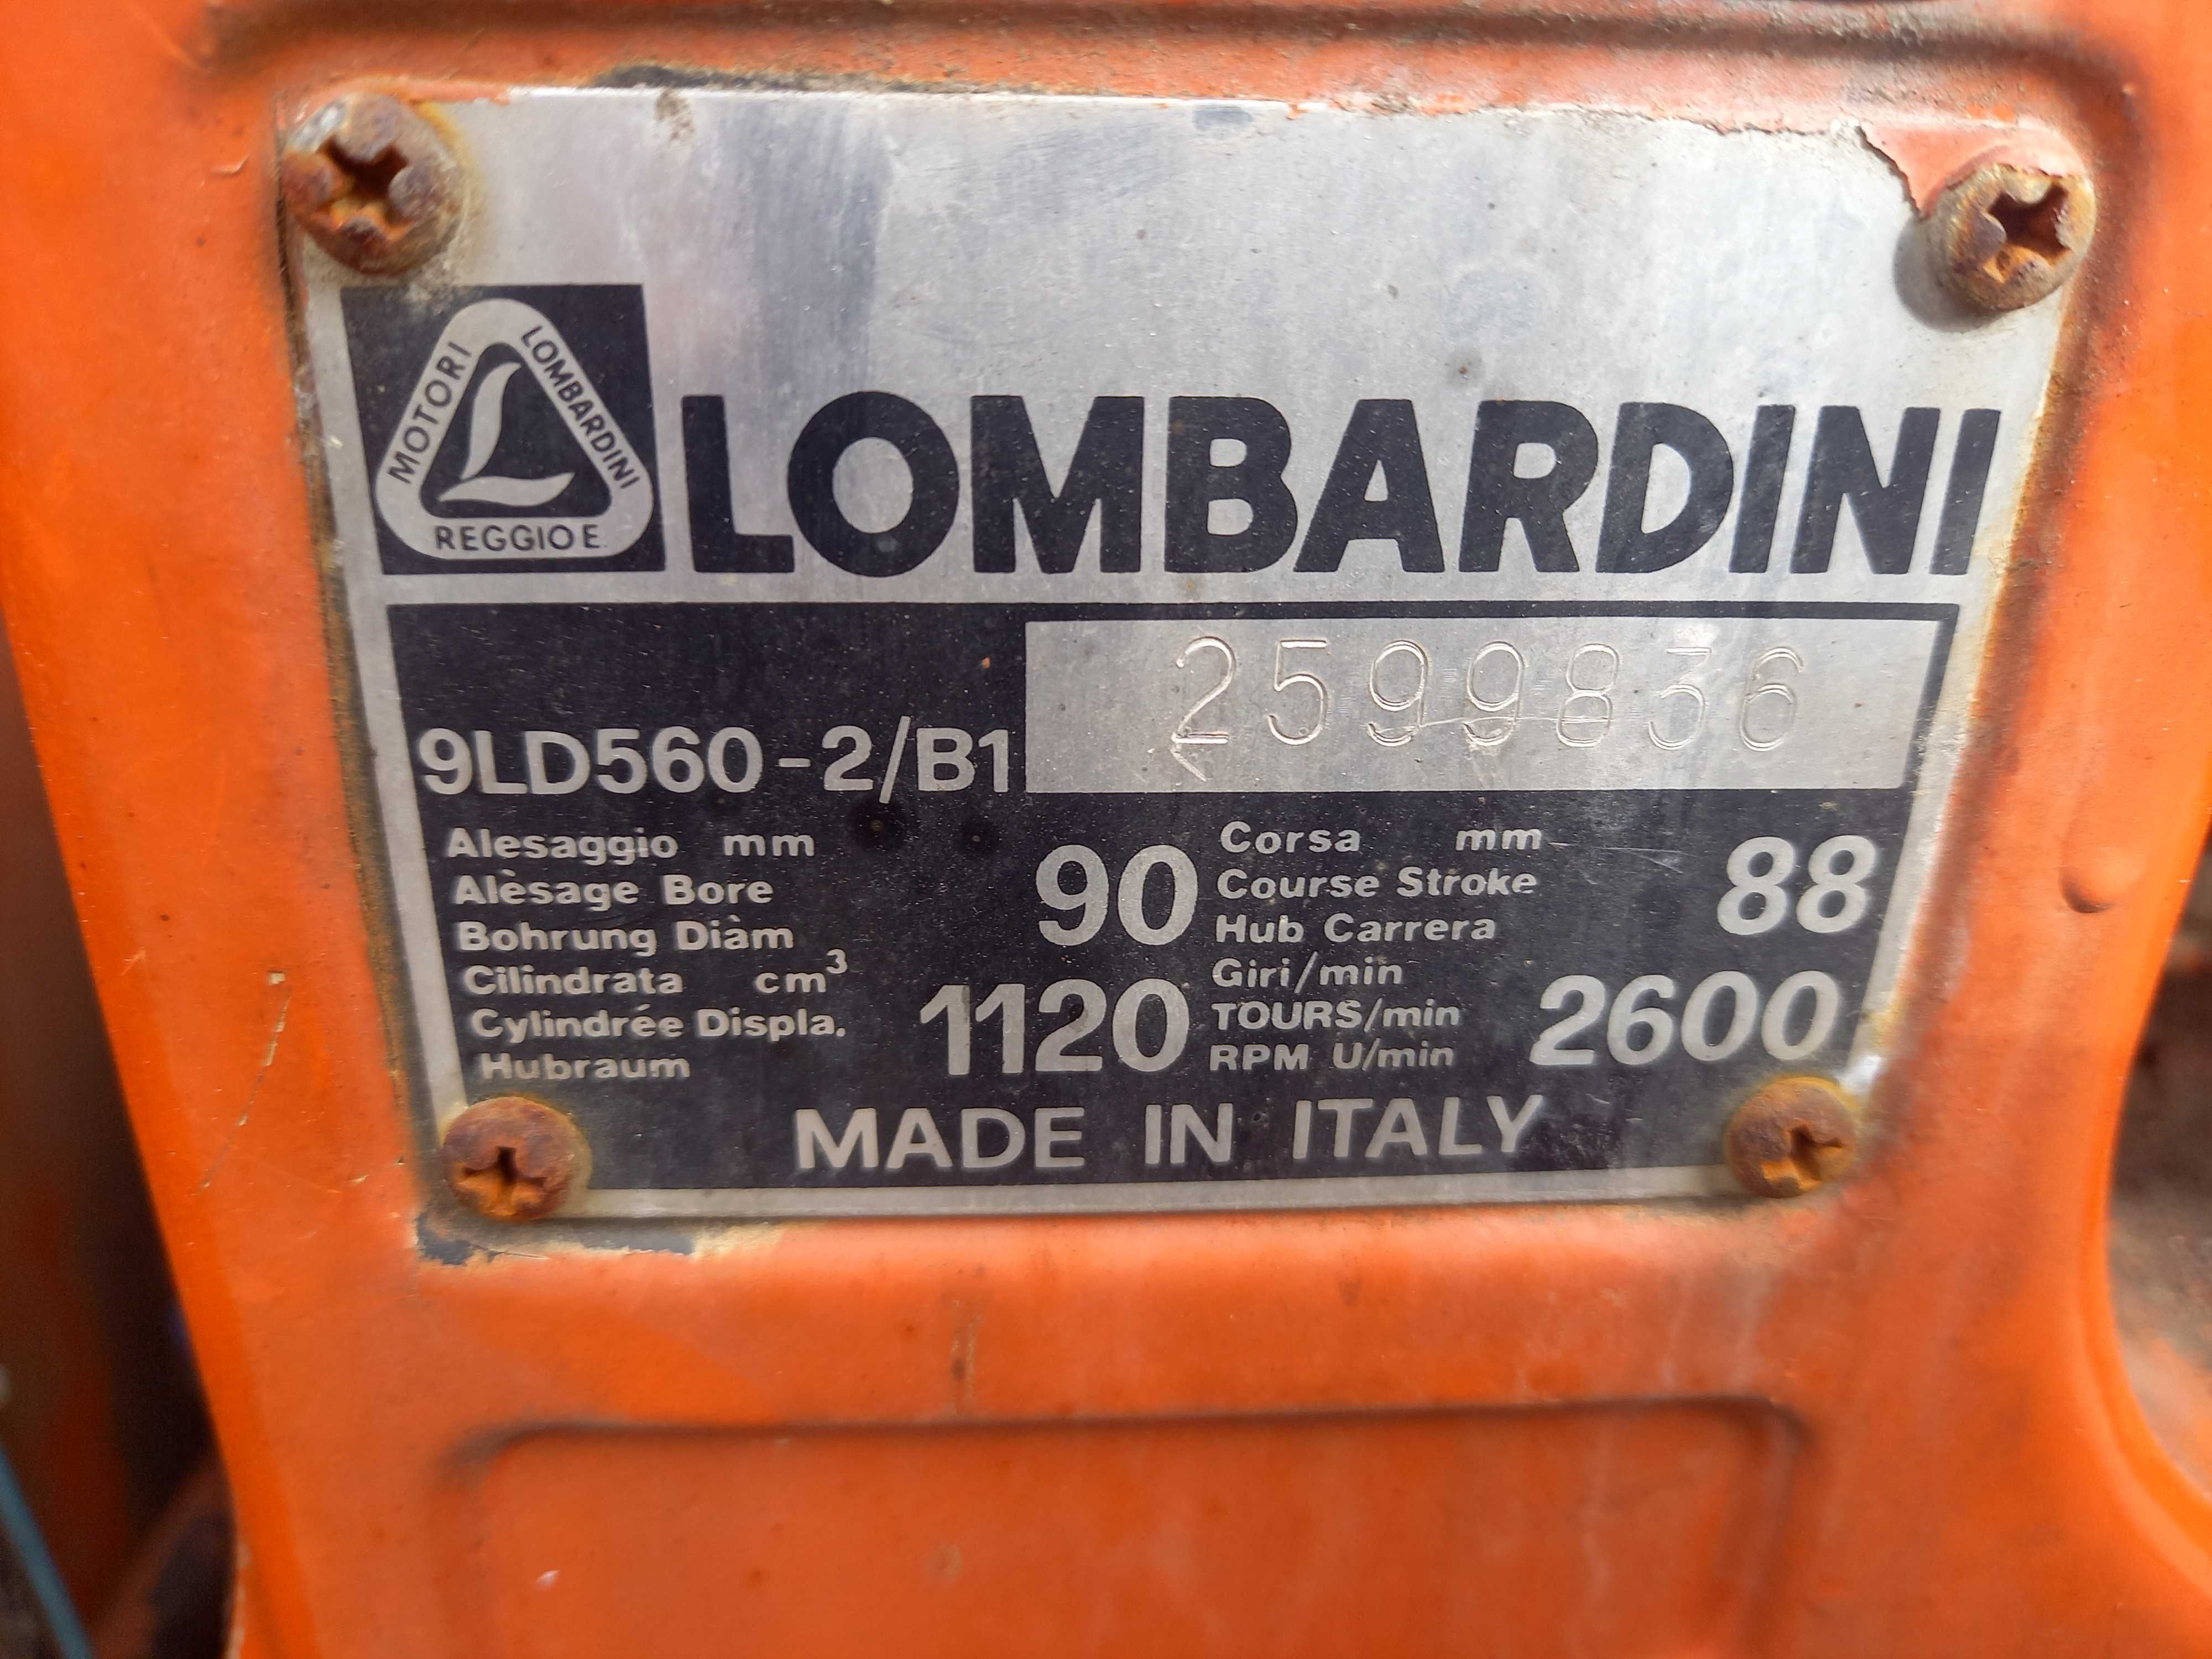 MOTORI LOMBARDINI
REGGIO E.
LOMBARDINI
2599836
9LD560-2/B1
Alesaggio mm
Alèsage Bore
Bohrung Diàm
90
Corsa mm
Course Stroke
Hub Carrera
88
Cilindrata cm³
Cylindrée Displa.
Hubraum
1120
Giri/min
TOURS/min
RPM U/min
2600
MADE IN ITALY